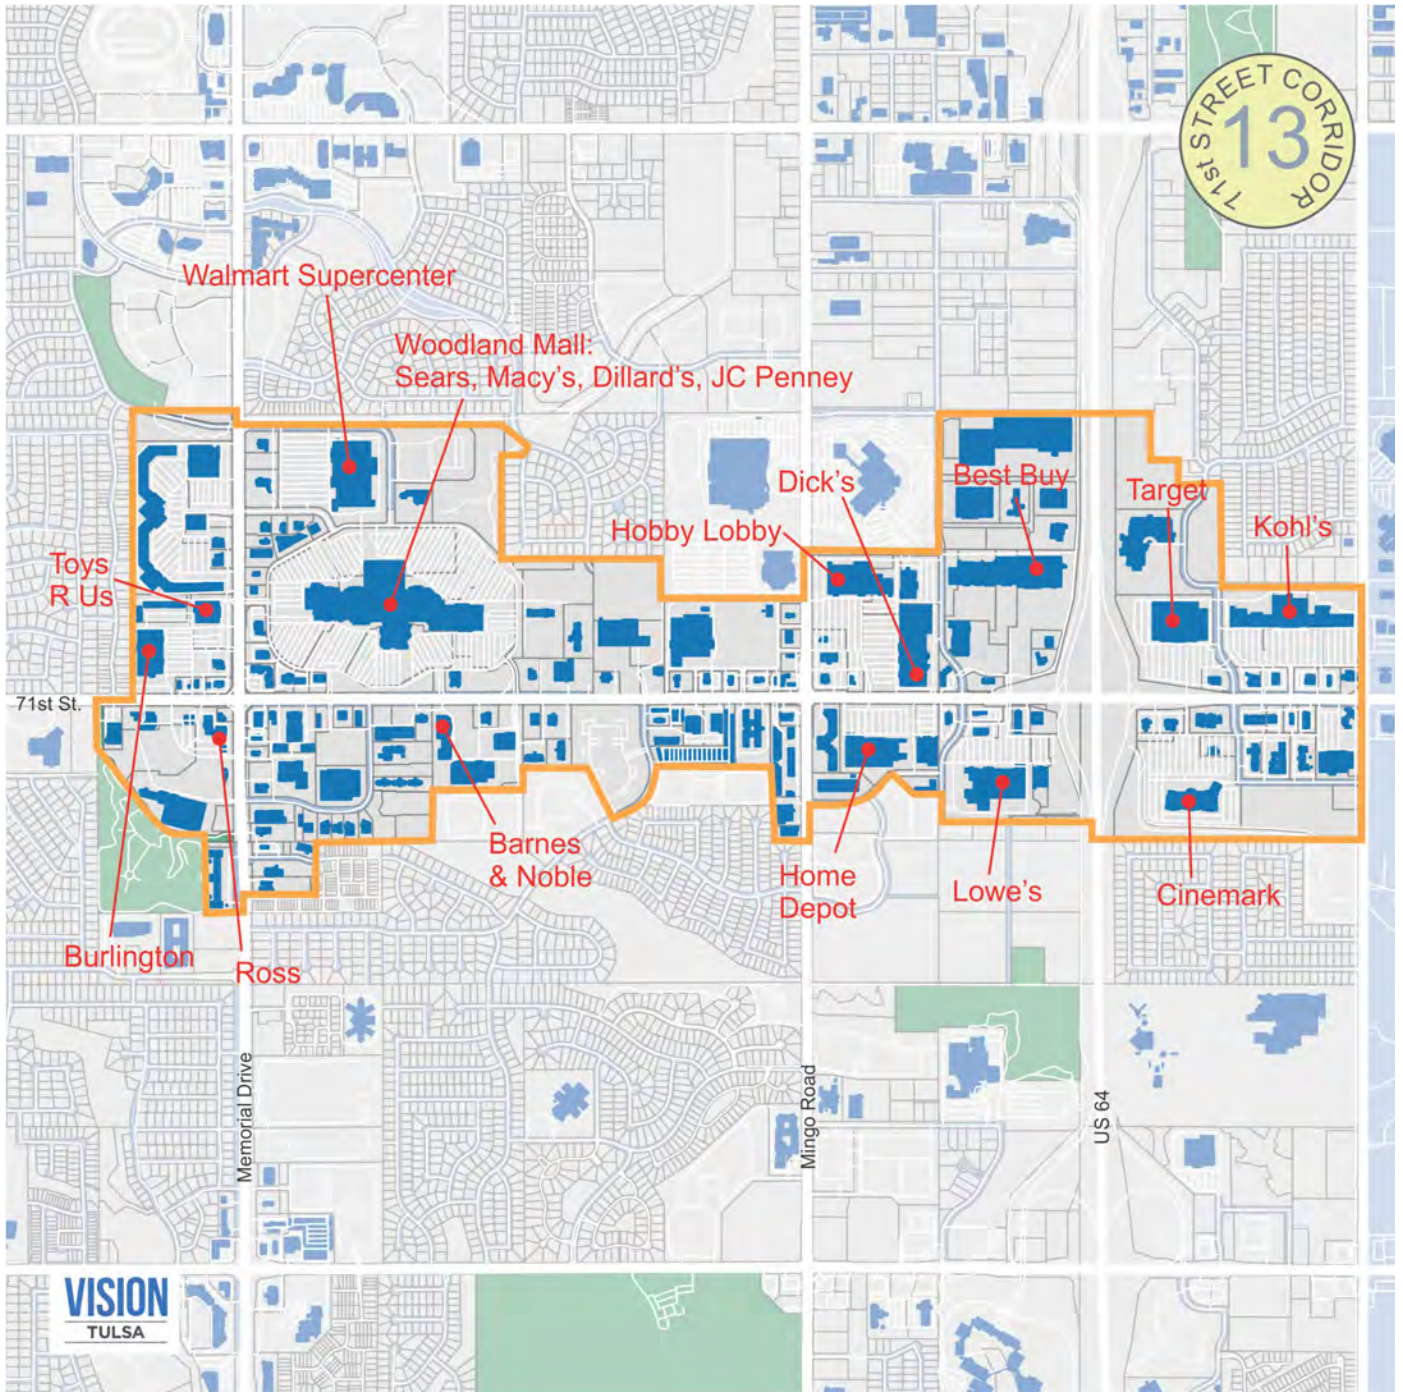 71st STREET CORRIDOR
13
Walmart Supercenter
Woodland Mall:
Sears, Macy's, Dillard's, JC Penney
Dick's
Best Buy
Target
Hobby Lobby
Kohl's
Toys
R Us
71st St.
Barnes
& Noble
Home
Depot
Lowe's
Cinemark
Burlington
Ross
Memorial Drive
Mingo Road
US 64
VISION
TULSA